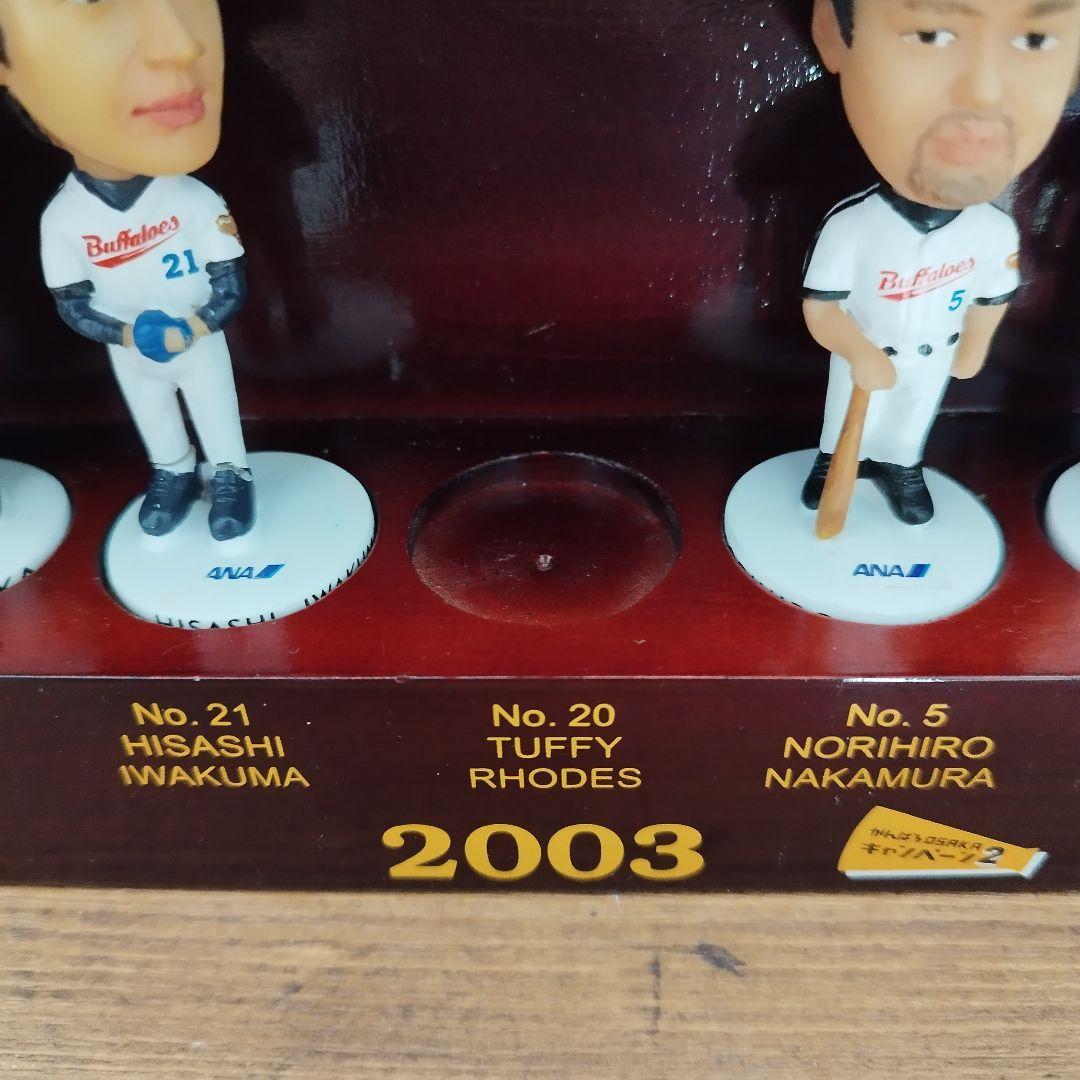 Buffaloes
21
Buffaloes
5
ANA
HISASHI IWAKUM
ANA
No. 21
HISASHI
IWAKUMA
No. 20
TUFFY
RHODES
No. 5
NORIHIRO
NAKAMURA
2003
がんばろOSAKA
キャンペーン2